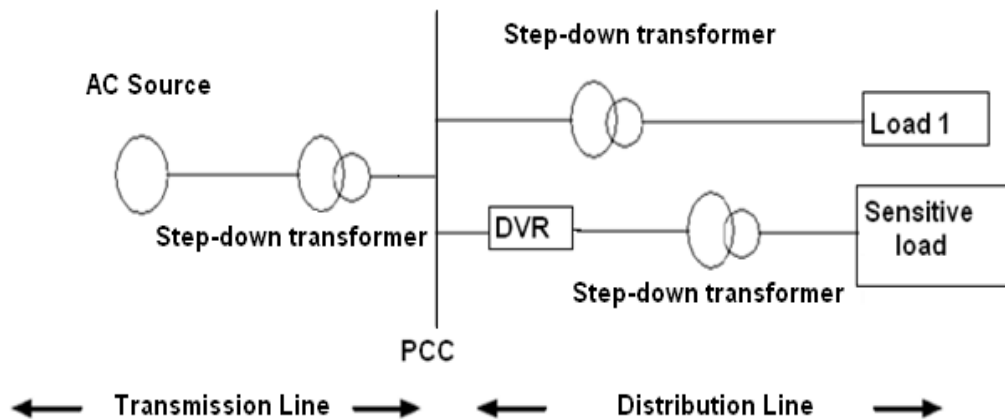 Step-down transformer
AC Source
Load 1
Step-down transformer
DVR
Sensitive
load
Step-down transformer
PCC
Transmission Line
Distribution Line